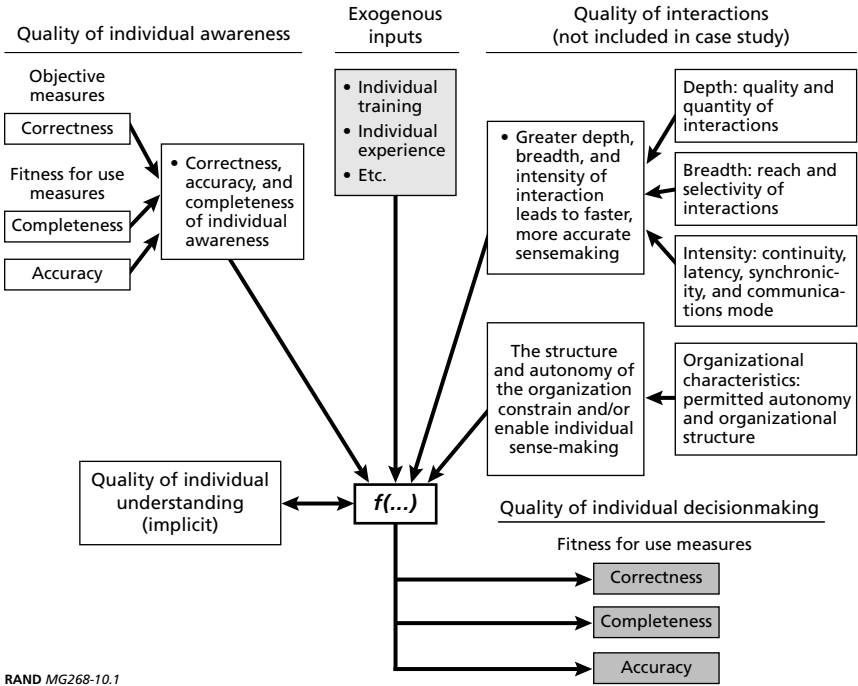 Quality of individual awareness
Objective
measures
Correctness
Fitness for use
measures
Completeness
Accuracy
• Correctness,
accuracy, and
completeness
of individual
awareness
Exogenous
inputs
• Individual
training
• Individual
experience
• Etc.
Quality of interactions
(not included in case study)
• Greater depth,
breadth, and
intensity of
interaction
leads to faster,
more accurate
sensemaking
Depth: quality and
quantity of
interactions
Breadth: reach and
selectivity of
interactions
Intensity: continuity,
latency, synchronic-
ity, and communica-
tions mode
The structure
and autonomy of
the organization
constrain and/or
enable individual
sense-making
Organizational
characteristics:
permitted autonomy
and organizational
structure
Quality of individual
understanding
(implicit)
f(...)
Quality of individual decisionmaking
Fitness for use measures
Correctness
Completeness
Accuracy
RAND MG268-10.1